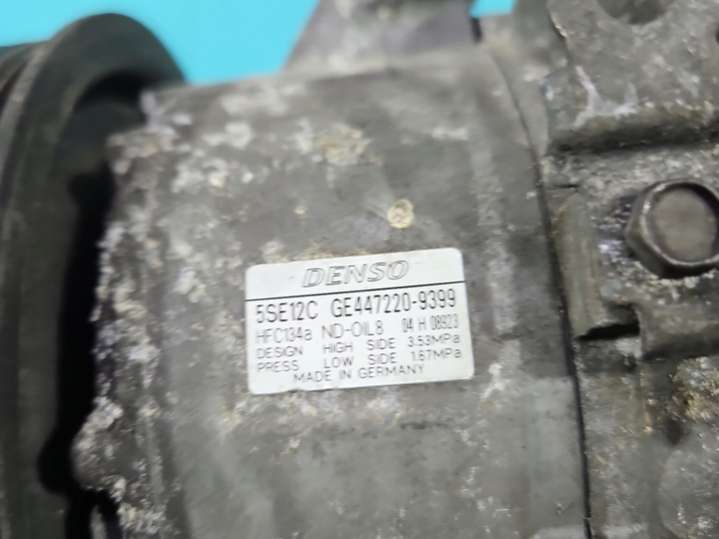 DENSO
5SE12C GE447220-9399
HFC134a ND-OIL8 04 H 08923
DESIGN HIGH SIDE 3.53MPa
PRESS LOW SIDE 1.67MPa
MADE IN GERMANY